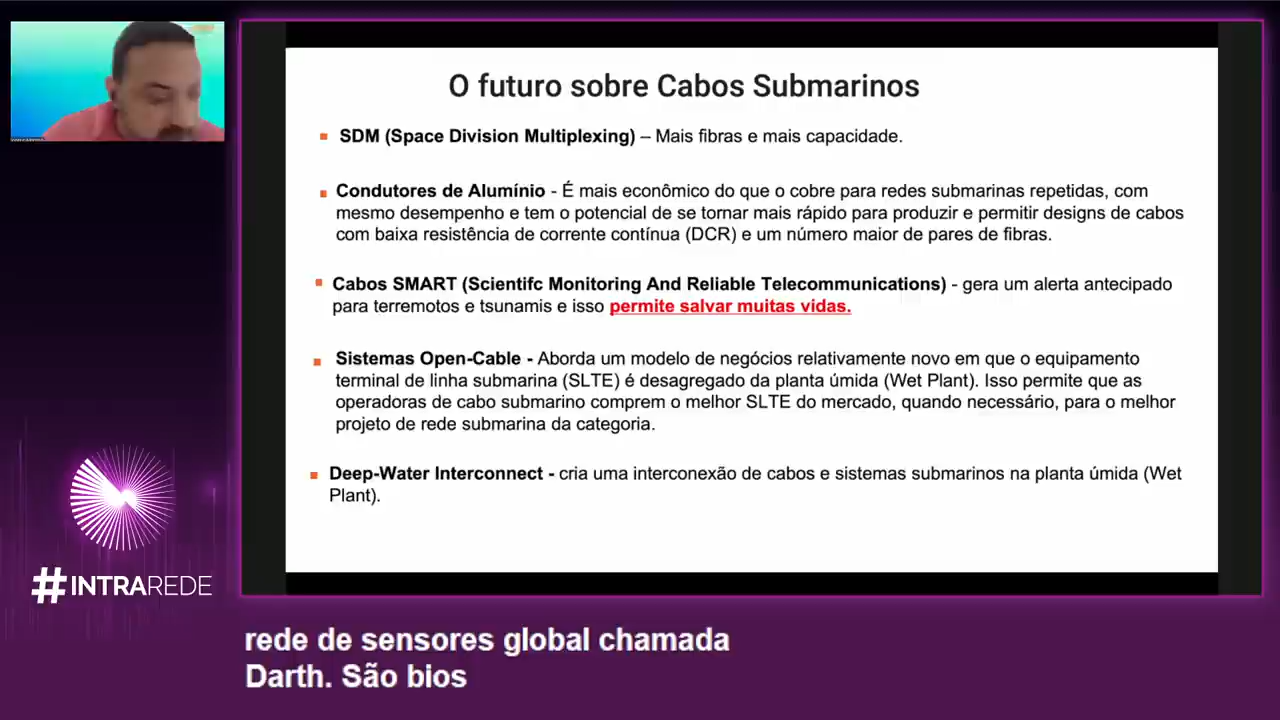 O futuro sobre Cabos Submarinos
▪ SDM (Space Division Multiplexing) – Mais fibras e mais capacidade.
▪ Condutores de Alumínio - É mais econômico do que o cobre para redes submarinas repetidas, com
mesmo desempenho e tem o potencial de se tornar mais rápido para produzir e permitir designs de cabos
com baixa resistência de corrente contínua (DCR) e um número maior de pares de fibras.
▪ Cabos SMART (Scientifc Monitoring And Reliable Telecommunications) - gera um alerta antecipado
para terremotos e tsunamis e isso permite salvar muitas vidas.
▪ Sistemas Open-Cable - Aborda um modelo de negócios relativamente novo em que o equipamento
terminal de linha submarina (SLTE) é desagregado da planta úmida (Wet Plant). Isso permite que as
operadoras de cabo submarino comprem o melhor SLTE do mercado, quando necessário, para o melhor
projeto de rede submarina da categoria.
▪ Deep-Water Interconnect - cria uma interconexão de cabos e sistemas submarinos na planta úmida (Wet
Plant).
#INTRAREDE
rede de sensores global chamada
Darth. São bios